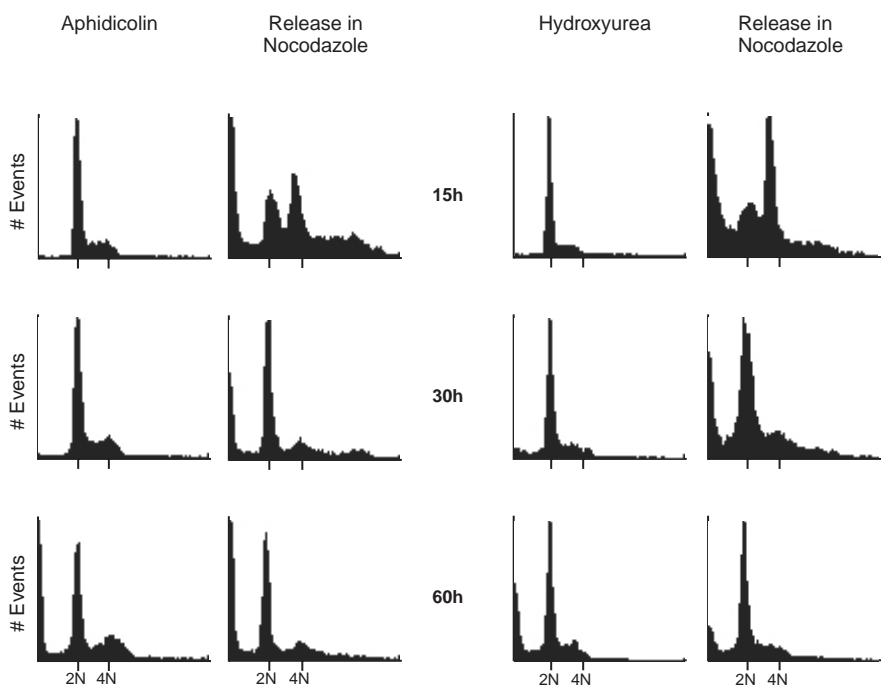 Aphidicolin
Release in
Nocodazole
Hydroxyurea
Release in
Nocodazole
# Events
15h
# Events
30h
# Events
60h
2N 4N
2N 4N
2N 4N
2N 4N